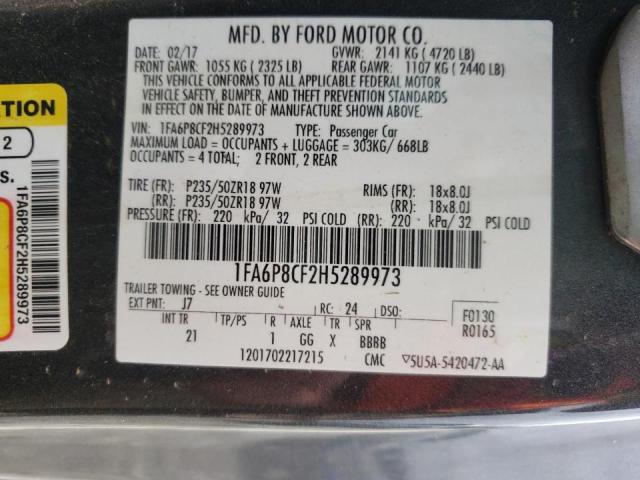 MFD. BY FORD MOTOR CO.
DATE: 02/17 GVWR: 2141 KG ( 4720 LB)
FRONT GAWR: 1055 KG ( 2325 LB) REAR GAWR: 1107 KG ( 2440 LB)
THIS VEHICLE CONFORMS TO ALL APPLICABLE FEDERAL MOTOR
VEHICLE SAFETY, BUMPER, AND THEFT PREVENTION STANDARDS
IN EFFECT ON THE DATE OF MANUFACTURE SHOWN ABOVE.
VIN: 1FA6P8CF2H5289973 TYPE: Passenger Car
MAXIMUM LOAD = OCCUPANTS + LUGGAGE = 303KG/ 668LB
OCCUPANTS = 4 TOTAL; 2 FRONT, 2 REAR
TIRE (FR): P235/50ZR18 97W RIMS (FR): 18x8.0J
(RR): P235/50ZR18 97W (RR): 18x8.0J
PRESSURE (FR): 220 kPa/ 32 PSI COLD (RR): 220 kPa/ 32 PSI COLD
1FA6P8CF2H5289973
TRAILER TOWING - SEE OWNER GUIDE
EXT PNT: J7 RC: 24 DSO: F0130
R0165
INT TR TP/PS R AXLE TR SPR
21 1 GG X BBBB
1201702217215 CMC 5U5A-5420472-AA
2
1FA6P8CF2H5289973